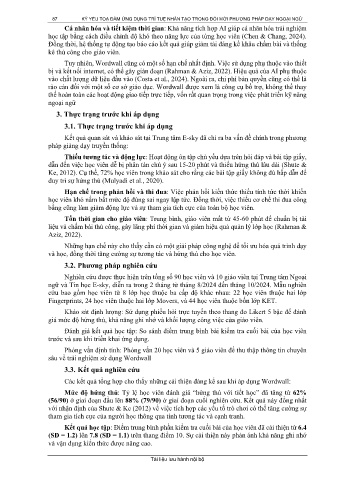 67 KỶ YẾU TỌA ĐÀM ỨNG DỤNG TRÍ TUỆ NHÂN TẠO TRONG ĐỔI MỚI PHƯƠNG PHÁP DẠY NGOẠI NGỮ
Cá nhân hóa và tiết kiệm thời gian: Khả năng tích hợp AI giúp cá nhân hóa trải nghiệm
học tập bằng cách điều chỉnh độ khó theo năng lực của từng học viên (Chen & Chang, 2024).
Đồng thời, hệ thống tự động tạo báo cáo kết quả giúp giảm tải đáng kể khâu chấm bài và thống
kê thủ công cho giáo viên.
Tuy nhiên, Wordwall cũng có một số hạn chế nhất định. Việc sử dụng phụ thuộc vào thiết
bị và kết nối internet, có thể gây gián đoạn (Rahman & Aziz, 2022). Hiệu quả của AI phụ thuộc
vào chất lượng dữ liệu đầu vào (Costa et al., 2024). Ngoài ra, chi phí bản quyền cũng có thể là
rào cản đối với một số cơ sở giáo dục. Wordwall được xem là công cụ bổ trợ, không thể thay
thế hoàn toàn các hoạt động giao tiếp trực tiếp, vốn rất quan trọng trong việc phát triển kỹ năng
ngoại ngữ
3. Thực trạng trước khi áp dụng
3.1. Thực trạng trước khi áp dụng
Kết quả quan sát và khảo sát tại Trung tâm E-sky đã chỉ ra ba vấn đề chính trong phương
pháp giảng dạy truyền thống:
Thiếu tương tác và động lực: Hoạt động ôn tập chủ yếu dựa trên hỏi đáp và bài tập giấy,
dẫn đến việc học viên dễ bị phân tán chú ý sau 15-20 phút và thiếu hứng thú lâu dài (Shute &
Ke, 2012). Cụ thể, 72% học viên trong khảo sát cho rằng các bài tập giấy không đủ hấp dẫn để
duy trì sự hứng thú (Mulyadi et al., 2020).
Hạn chế trong phản hồi và thi đua: Việc phản hồi kiến thức thiếu tính tức thời khiến
học viên khó nắm bắt mức độ đúng sai ngay lập tức. Đồng thời, việc thiếu cơ chế thi đua công
bằng cũng làm giảm động lực và sự tham gia tích cực của toàn bộ học viên.
Tốn thời gian cho giáo viên: Trung bình, giáo viên mất từ 45-60 phút để chuẩn bị tài
liệu và chấm bài thủ công, gây lãng phí thời gian và giảm hiệu quả quản lý lớp học (Rahman &
Aziz, 2022).
Những hạn chế này cho thấy cần có một giải pháp công nghệ để tối ưu hóa quá trình dạy
và học, đồng thời tăng cường sự tương tác và hứng thú cho học viên.
3.2. Phương pháp nghiên cứu
Nghiên cứu được thực hiện trên tổng số 90 học viên và 10 giáo viên tại Trung tâm Ngoại
ngữ và Tin học E-sky, diễn ra trong 2 tháng từ tháng 8/2024 đến tháng 10/2024. Mẫu nghiên
cứu bao gồm học viên từ 8 lớp học thuộc ba cấp độ khác nhau: 22 học viên thuộc hai lớp
Fingerprints, 24 học viên thuộc hai lớp Movers, và 44 học viên thuộc bốn lớp KET.
Khảo sát định lượng: Sử dụng phiếu hỏi trực tuyến theo thang đo Likert 5 bậc để đánh
giá mức độ hứng thú, khả năng ghi nhớ và khối lượng công việc của giáo viên.
Đánh giá kết quả học tập: So sánh điểm trung bình bài kiểm tra cuối bài của học viên
trước và sau khi triển khai ứng dụng.
Phỏng vấn định tính: Phỏng vấn 20 học viên và 5 giáo viên để thu thập thông tin chuyên
sâu về trải nghiệm sử dụng Wordwall
3.3. Kết quả nghiên cứu
Các kết quả tổng hợp cho thấy những cải thiện đáng kể sau khi áp dụng Wordwall:
Mức độ hứng thú: Tỷ lệ học viên đánh giá “hứng thú với tiết học” đã tăng từ 62%
(56/90) ở giai đoạn đầu lên 88% (79/90) ở giai đoạn cuối nghiên cứu. Kết quả này đồng nhất
với nhận định của Shute & Ke (2012) về việc tích hợp các yếu tố trò chơi có thể tăng cường sự
tham gia tích cực của người học thông qua tính tương tác và cạnh tranh.
Kết quả học tập: Điểm trung bình phần kiểm tra cuối bài của học viên đã cải thiện từ 6.4
(SD = 1.2) lên 7.8 (SD = 1.1) trên thang điểm 10. Sự cải thiện này phản ánh khả năng ghi nhớ
và vận dụng kiến thức được nâng cao.
Tài liệu lưu hành nội bộ